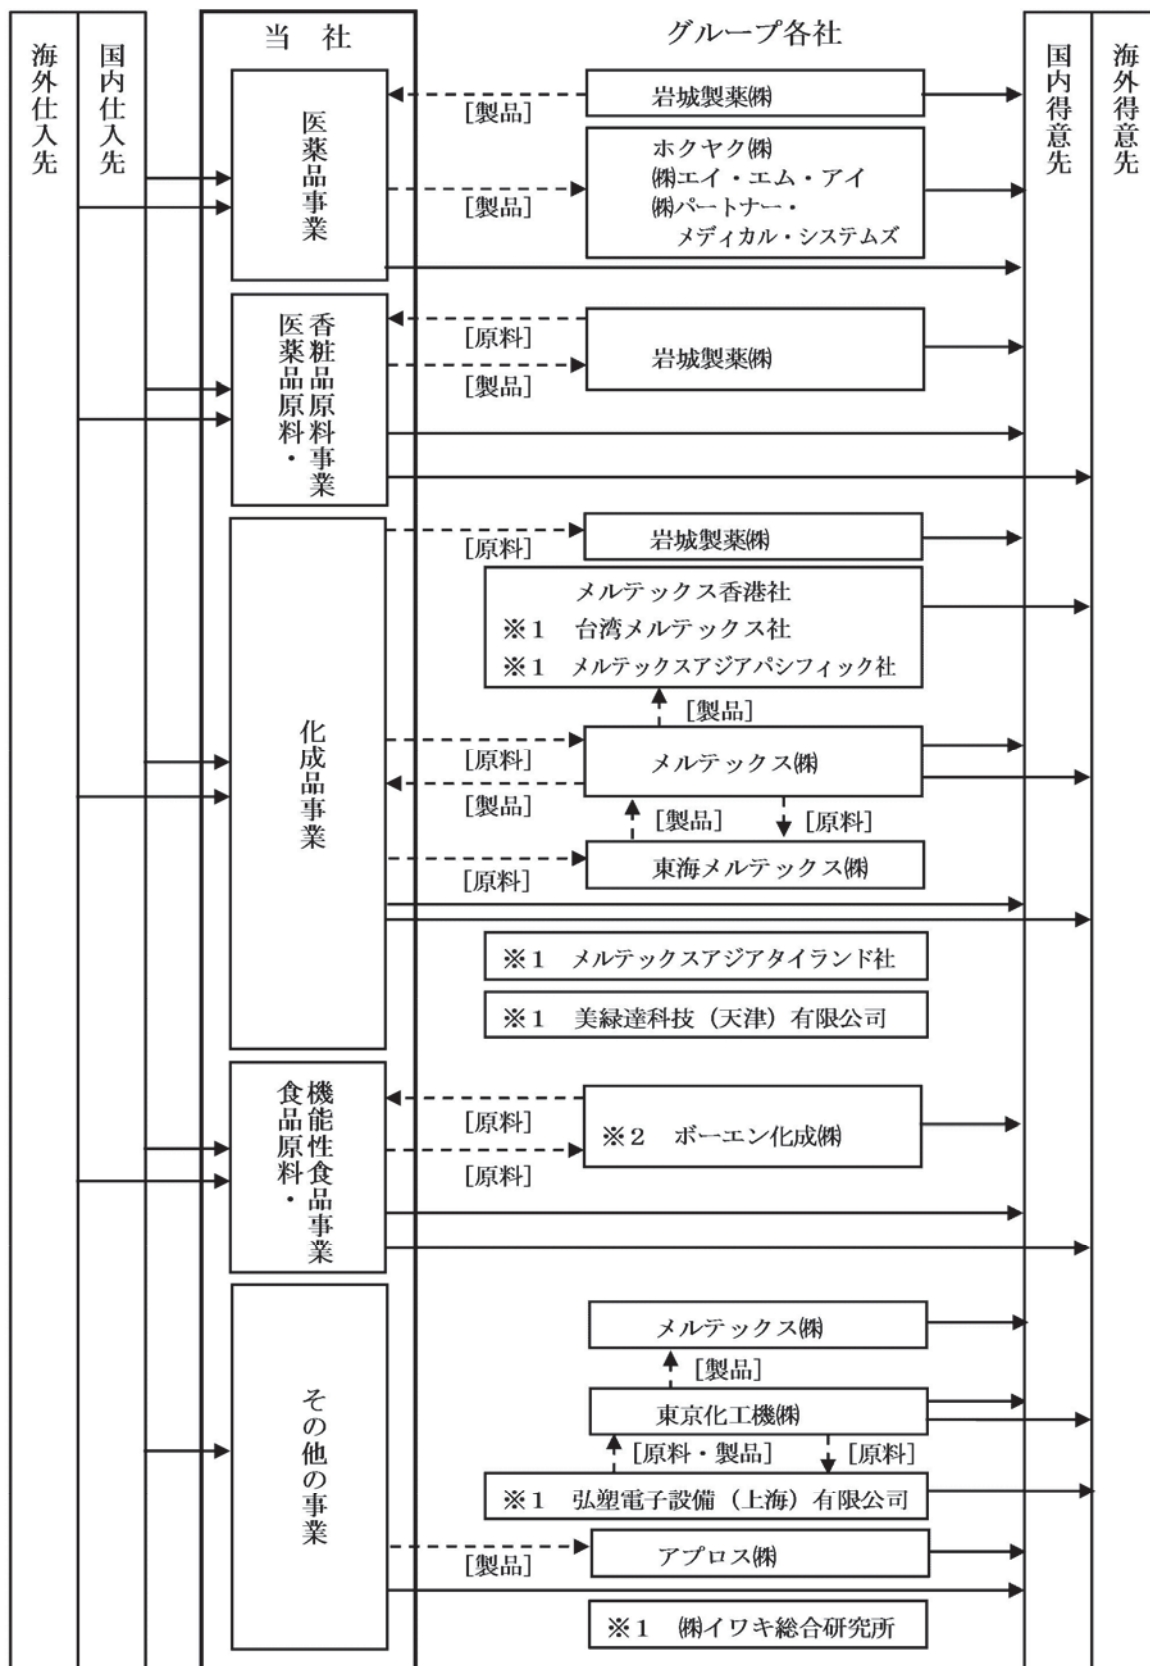 海外仕入先
国内仕入先
当 社
グループ各社
国内得意先
海外得意先
医薬品事業
[製品]
岩城製薬㈱
[製品]
ホクヤク㈱
㈱エイ・エム・アイ
㈱パートナー・
メディカル・システムズ
医薬品原料・
香粧品原料事業
[原料]
[製品]
岩城製薬㈱
化成品事業
[原料]
岩城製薬㈱
メルテックス香港社
※1 台湾メルテックス社
※1 メルテックスアジアパシフィック社
[製品]
[原料]
[製品]
メルテックス㈱
[製品]
[原料]
[原料]
東海メルテックス㈱
※1 メルテックスアジアタイランド社
※1 美緑達科技（天津）有限公司
食品原料・
機能性食品事業
[原料]
[原料]
※2 ボーエン化成㈱
その他の事業
メルテックス㈱
[製品]
東京化工機㈱
[原料・製品]
[原料]
※1 弘塑電子設備（上海）有限公司
[製品]
アプロス㈱
※1 ㈱イワキ総合研究所